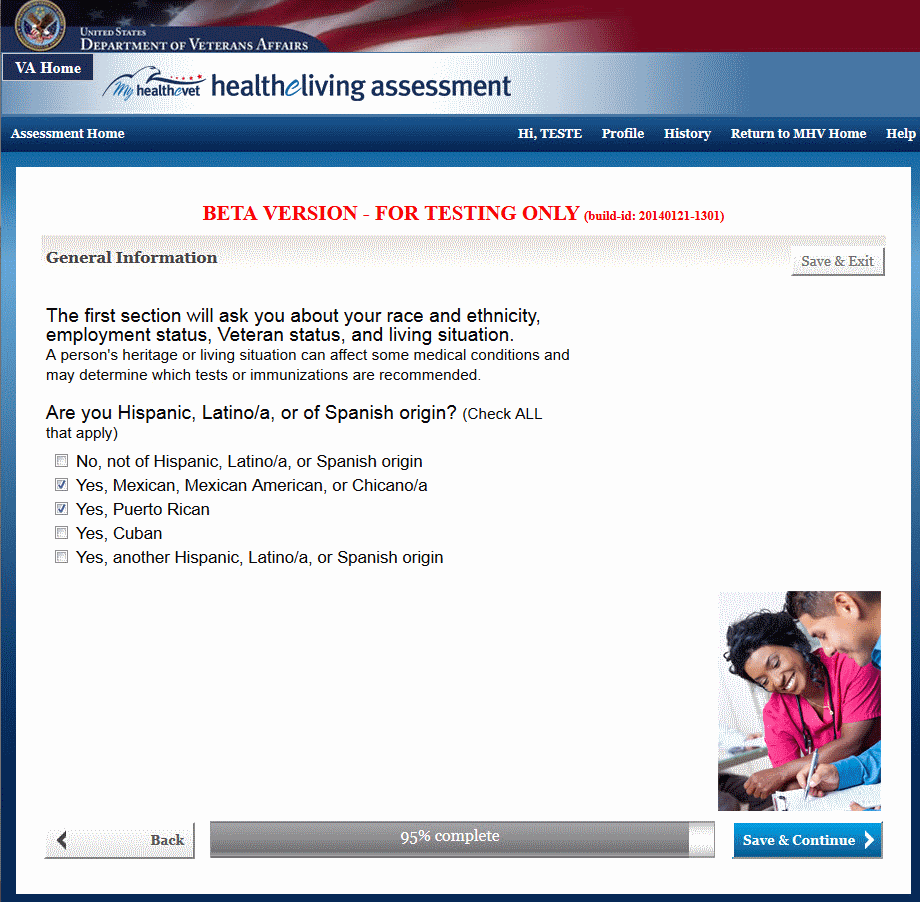 UNITED STATES
DEPARTMENT OF VETERANS AFFAIRS
VA Home
My healthevet healtheliving assessment
Assessment Home Hi, TESTE Profile History Return to MHV Home Help
BETA VERSION - FOR TESTING ONLY (build-id: 20140121-1301)
General Information
Save & Exit
The first section will ask you about your race and ethnicity,
employment status, Veteran status, and living situation.
A person's heritage or living situation can affect some medical conditions and
may determine which tests or immunizations are recommended.
Are you Hispanic, Latino/a, or of Spanish origin? (Check ALL
that apply)
No, not of Hispanic, Latino/a, or Spanish origin
Yes, Mexican, Mexican American, or Chicano/a
Yes, Puerto Rican
Yes, Cuban
Yes, another Hispanic, Latino/a, or Spanish origin
Back 95% complete Save & Continue